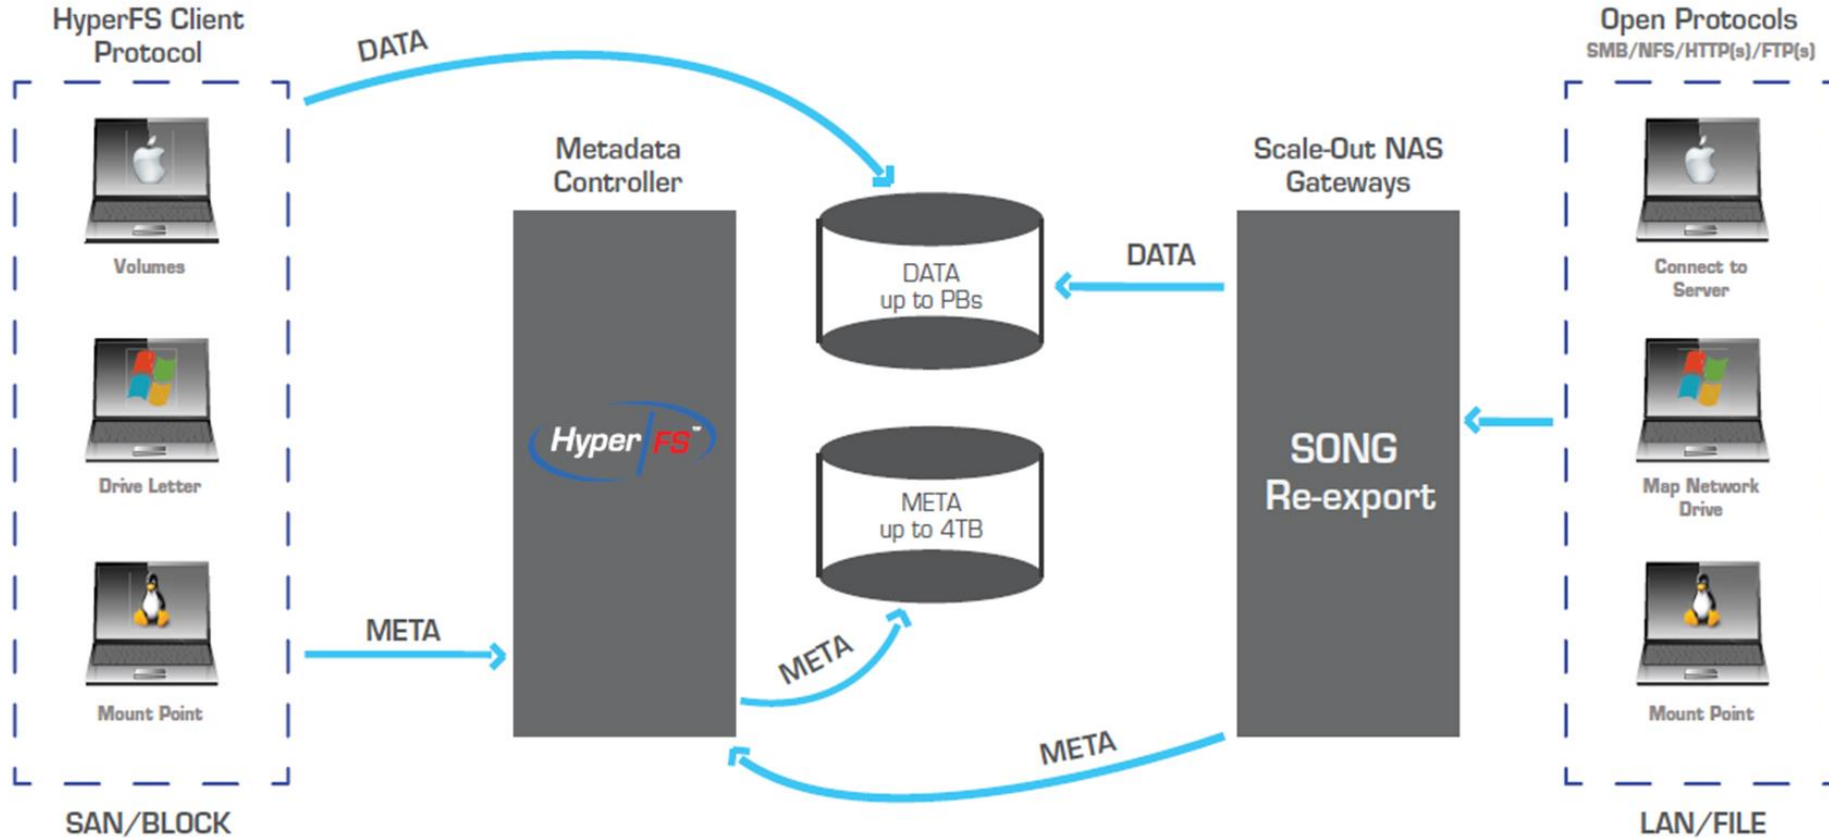 HyperFS Client
Protocol
Volumes
Drive Letter
Mount Point
SAN/BLOCK
DATA
META
Metadata
Controller
Hyper FS™
META
DATA
up to PBs
META
up to 4TB
DATA
META
Scale-Out NAS
Gateways
SONG
Re-export
Open Protocols
SMB/NFS/HTTP(s)/FTP(s)
Connect to
Server
Map Network
Drive
Mount Point
LAN/FILE